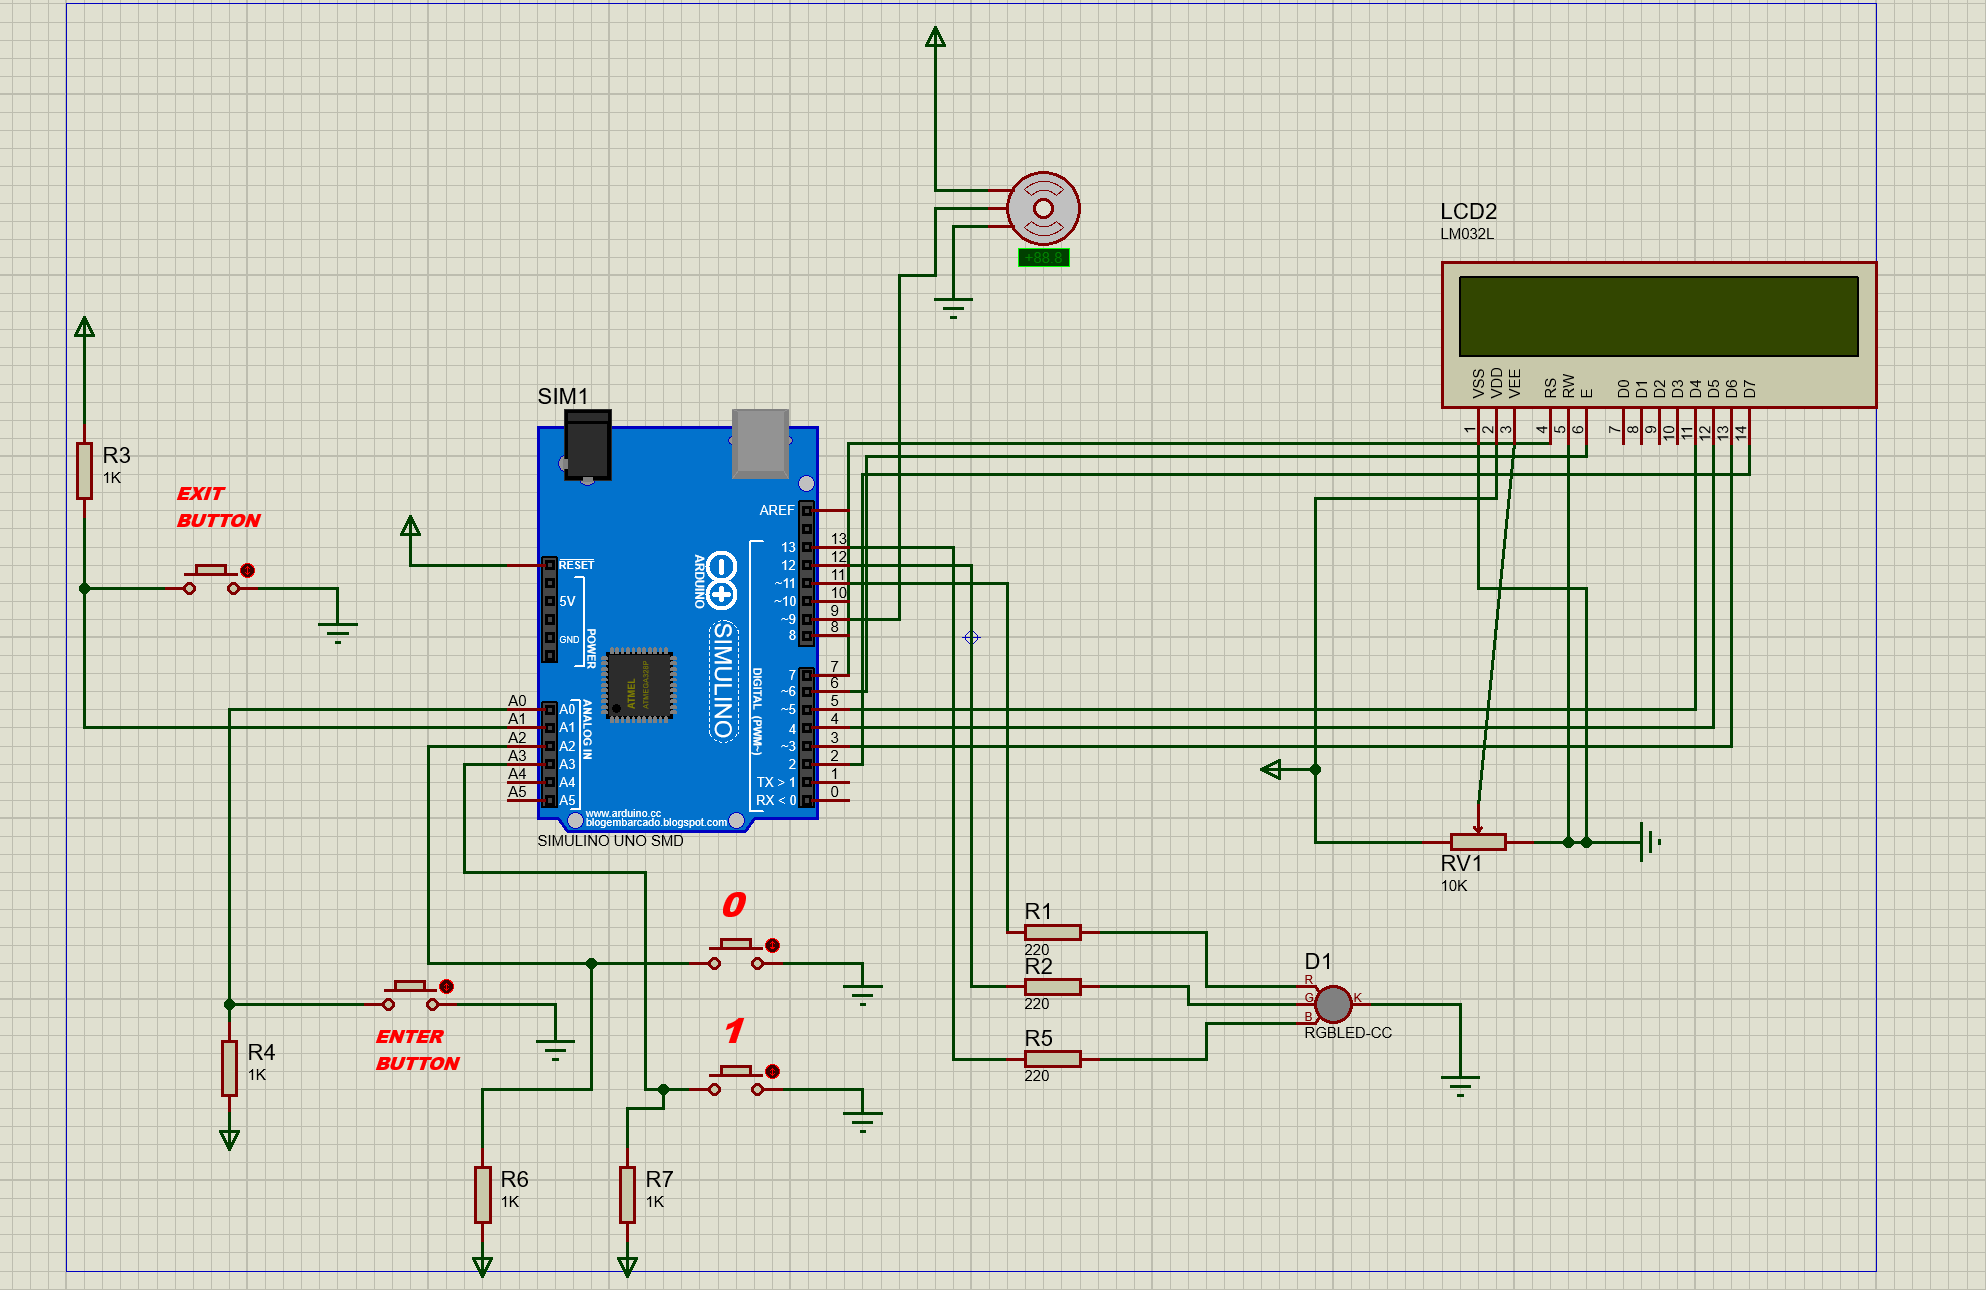 +88.8
LCD2
LM032L
VSS
VDD
VEE
RS
RW
E
D0
D1
D2
D3
D4
D5
D6
D7
1
2
3
4
5
6
7
8
9
10
11
12
13
14
R3
1K
EXIT
BUTTON
SIM1
AREF
RESET
5V
GND
POWER
ARDUINO
SIMULINO
ATMEL
ATMEGA328P
DIGITAL (PWM~)
ANALOG IN
13
12
~11
~10
~9
8
7
~6
~5
4
~3
2
TX > 1
RX < 0
13
12
11
10
9
8
7
6
5
4
3
2
1
0
A0
A1
A2
A3
A4
A5
A0
A1
A2
A3
A4
A5
www.arduino.cc
blogembarcado.blogspot.com
SIMULINO UNO SMD
RV1
10K
0
R1
220
R2
220
D1
R
G
B
K
RGBLED-CC
ENTER
BUTTON
1
R5
220
R4
1K
R6
1K
R7
1K